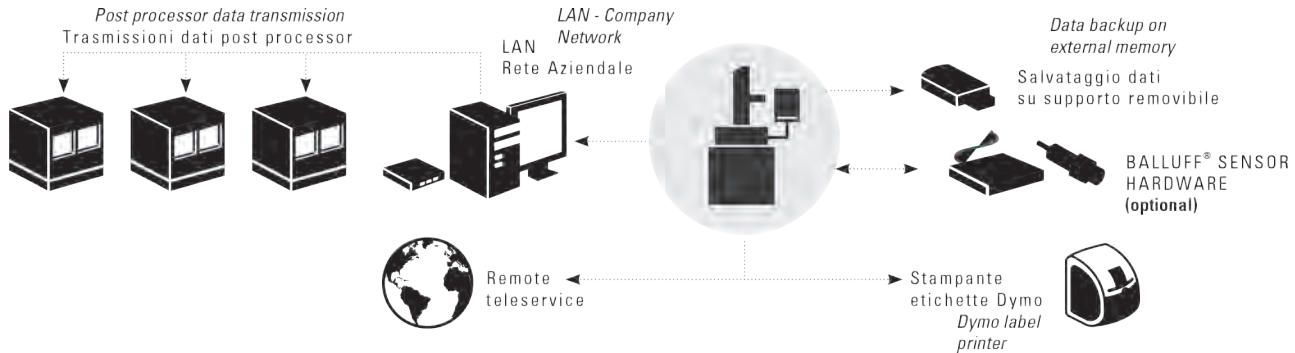 Post processor data transmission
Trasmissioni dati post processor
LAN - Company
Network
LAN
Rete Aziendale
Data backup on
external memory
Salvataggio dati
su supporto removibile
BALLUFF® SENSOR
HARDWARE
(optional)
Remote
teleservice
Stampante
etichette Dymo
Dymo label
printer